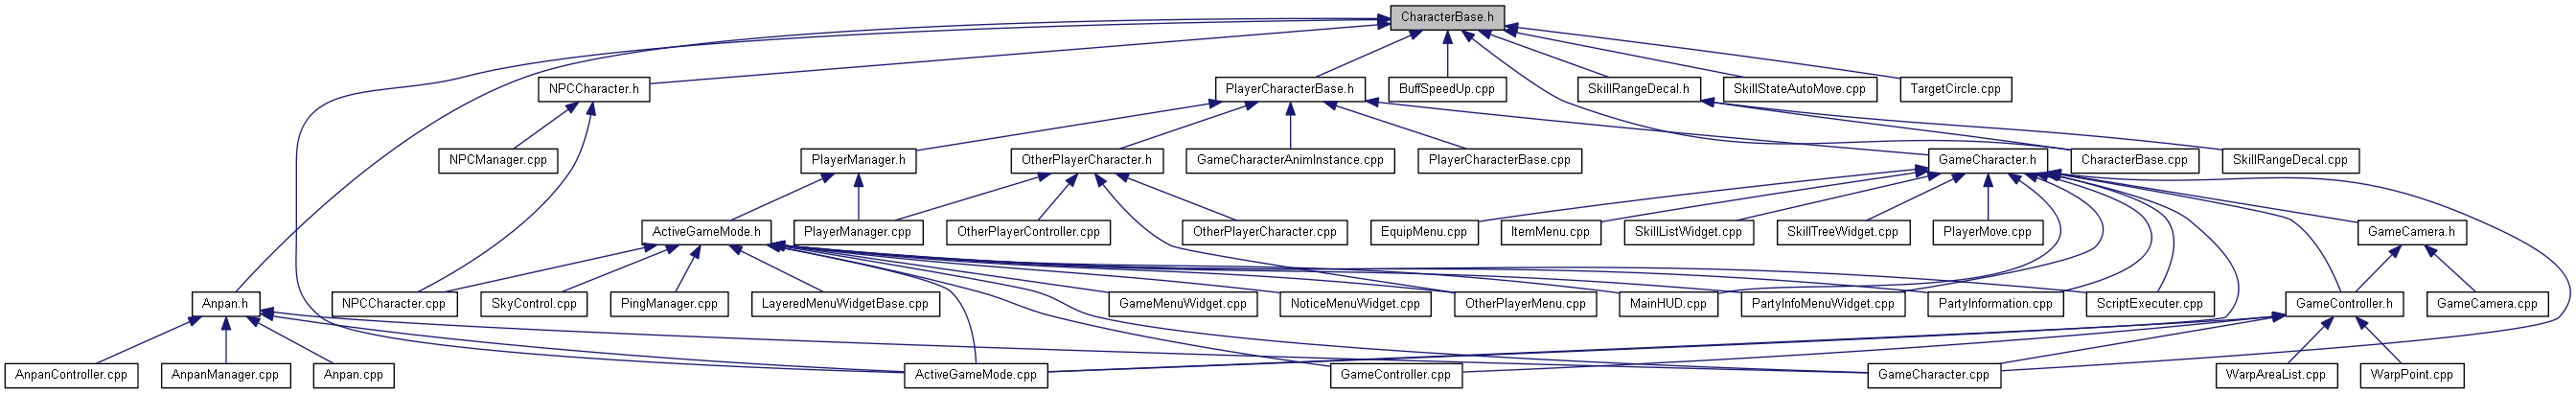 CharacterBase.h
NPCCharacter.h
PlayerCharacterBase.h
BuffSpeedUp.cpp
SkillRangeDecal.h
SkillStateAutoMove.cpp
TargetCircle.cpp
NPCManager.cpp
PlayerManager.h
OtherPlayerCharacter.h
GameCharacterAnimInstance.cpp
PlayerCharacterBase.cpp
GameCharacter.h
CharacterBase.cpp
SkillRangeDecal.cpp
ActiveGameMode.h
PlayerManager.cpp
OtherPlayerController.cpp
OtherPlayerCharacter.cpp
EquipMenu.cpp
ItemMenu.cpp
SkillListWidget.cpp
SkillTreeWidget.cpp
PlayerMove.cpp
GameCamera.h
Anpan.h
NPCCharacter.cpp
SkyControl.cpp
PingManager.cpp
LayeredMenuWidgetBase.cpp
GameMenuWidget.cpp
NoticeMenuWidget.cpp
OtherPlayerMenu.cpp
MainHUD.cpp
PartyInfoMenuWidget.cpp
PartyInformation.cpp
ScriptExecuter.cpp
GameController.h
GameCamera.cpp
AnpanController.cpp
AnpanManager.cpp
Anpan.cpp
ActiveGameMode.cpp
GameController.cpp
GameCharacter.cpp
WarpAreaList.cpp
WarpPoint.cpp